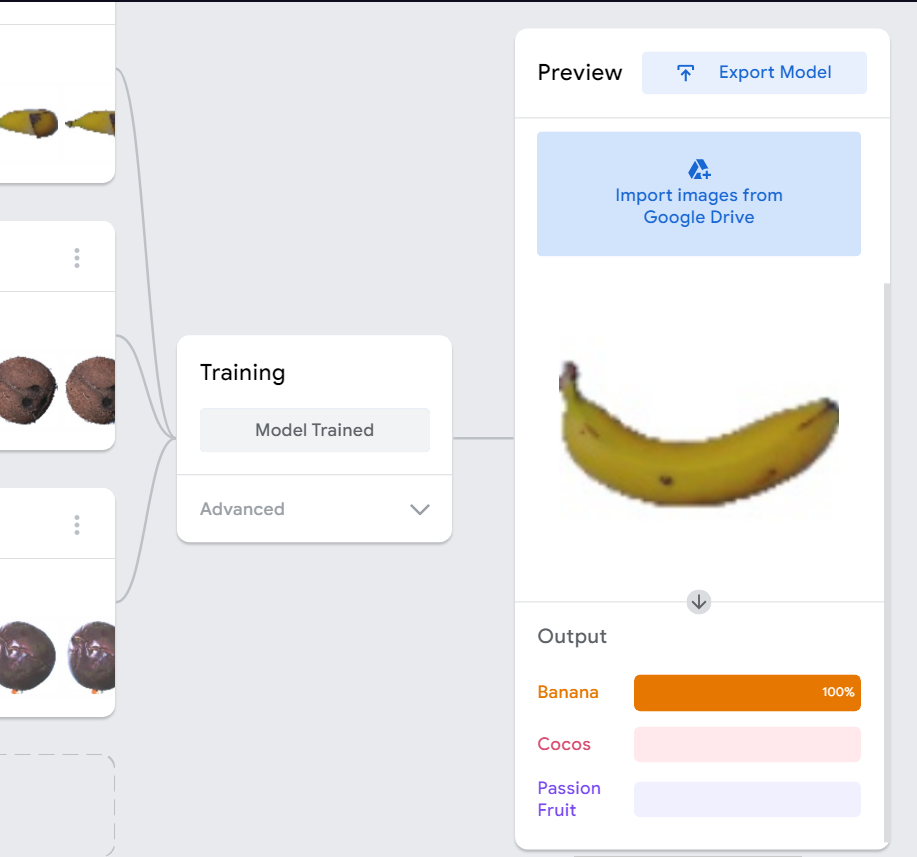 Preview
Export Model
Import images from
Google Drive
Training
Model Trained
Advanced
Output
Banana
100%
Cocos
Passion
Fruit